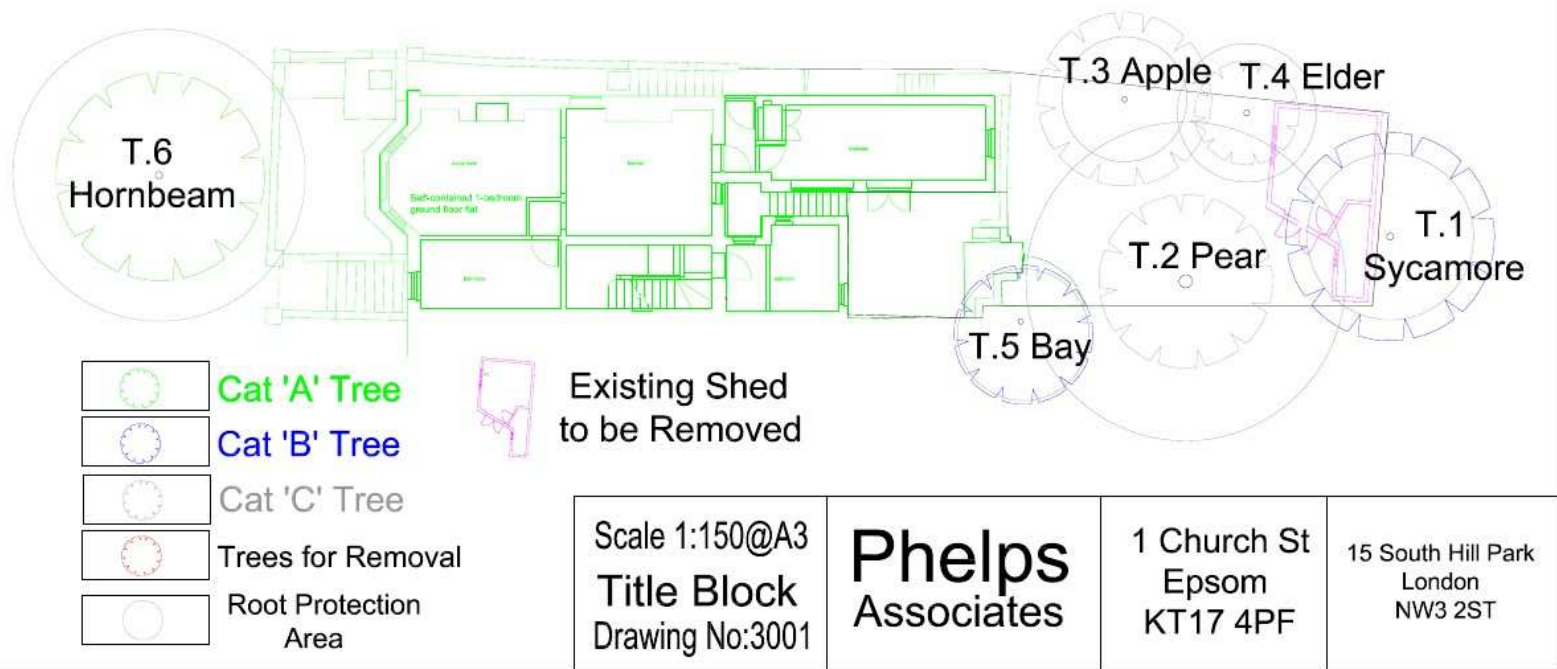 T.3 Apple
T.4 Elder
T.6
Hornbeam
Self-contained 1-bedroom
ground floor flat
T.1
Sycamore
T.2 Pear
T.5 Bay
Cat 'A' Tree
Cat 'B' Tree
Cat 'C' Tree
Trees for Removal
Root Protection
Area
Existing Shed
to be Removed
Scale 1:150@A3
Title Block
Drawing No:3001
Phelps
Associates
1 Church St
Epsom
KT17 4PF
15 South Hill Park
London
NW3 2ST